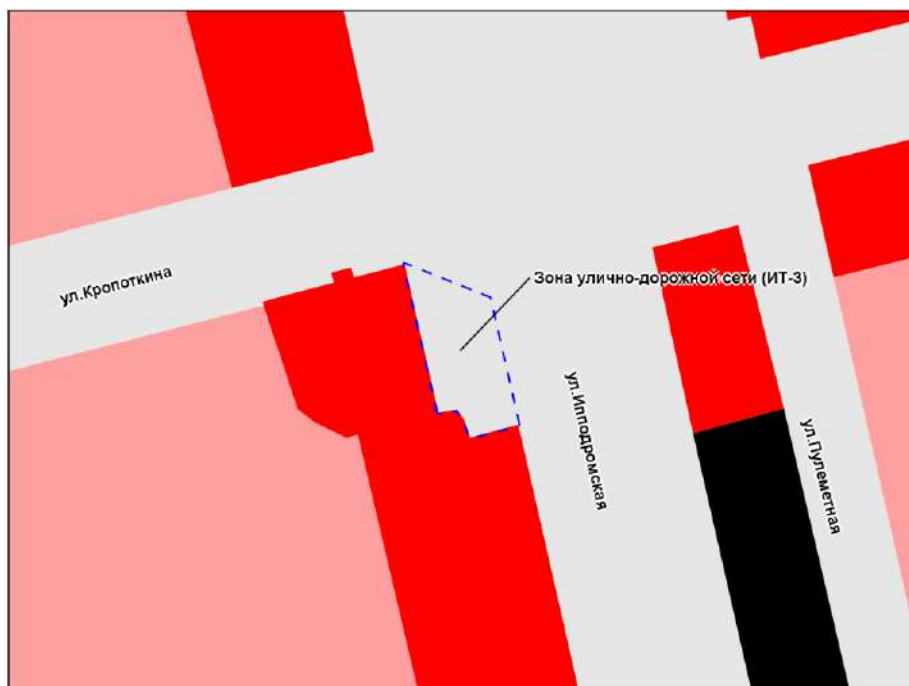 ул.Кропоткина
Зона улично-дорожной сети (ИТ-3)
ул.Ипподромская
ул.Пулеметная